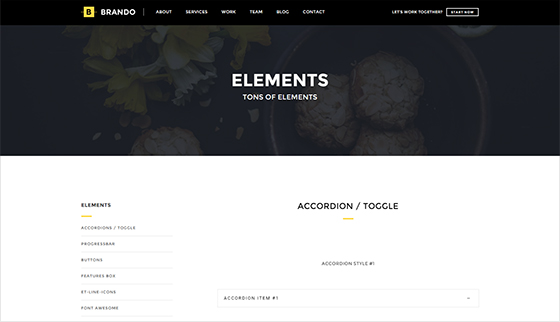 B BRANDO ABOUT SERVICES WORK TEAM BLOG CONTACT LET'S WORK TOGETHER? START NOW
ELEMENTS
TONS OF ELEMENTS
ELEMENTS
ACCORDIONS / TOGGLE
PROGRESSBAR
BUTTONS
FEATURES BOX
ET-LINE-ICONS
FONT AWESOME
ACCORDION / TOGGLE
ACCORDION STYLE #1
ACCORDION ITEM #1